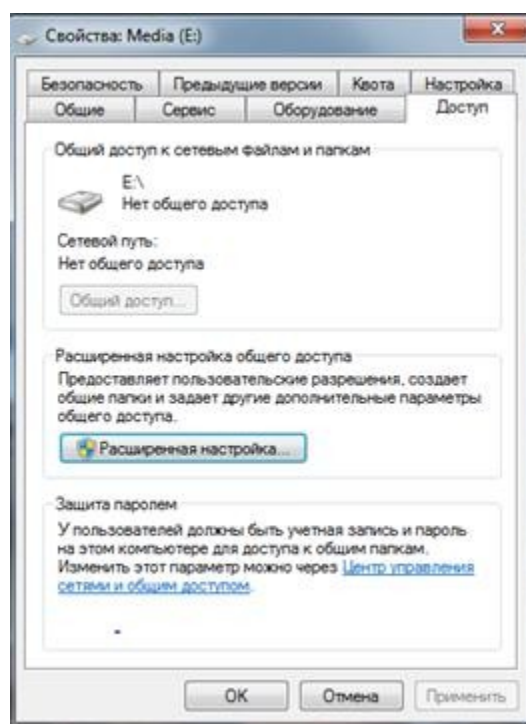 Свойства: Media (E:)
Безопасность Предыдущие версии Квота Настройка
Общие Сервис Оборудование Доступ
Общий доступ к сетевым файлам и папкам
E:\
Нет общего доступа
Сетевой путь:
Нет общего доступа
Общий доступ...
Расширенная настройка общего доступа
Предоставляет пользовательские разрешения, создает
общие папки и задает другие дополнительные параметры
общего доступа.
Расширенная настройка...
Защита паролем
У пользователей должны быть учетная запись и пароль
на этом компьютере для доступа к общим папкам.
Изменить этот параметр можно через Центр управления
сетями и общим доступом.
OK Отмена Применить